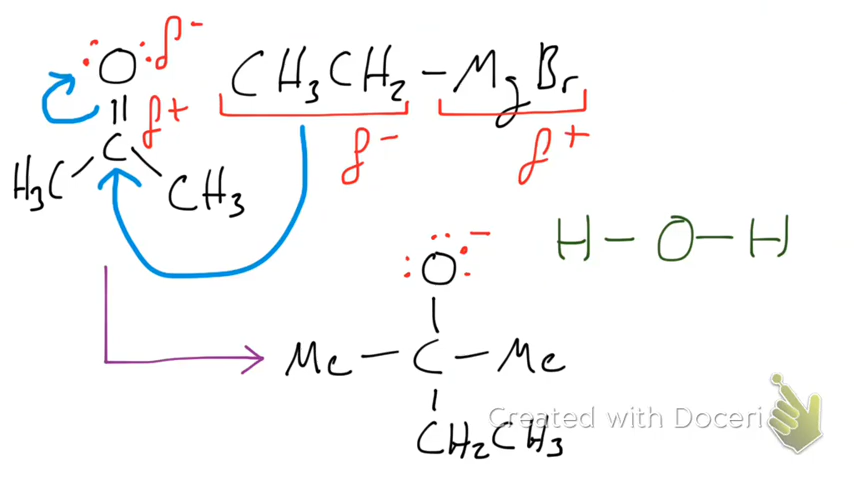 :O: δ-
CH3CH2-MgBr
||
C δ+
δ- δ+
H3C CH3
H-O-H
:Ö: -
|
Me-C-Me
|
CH2CH3
Created with Doceri